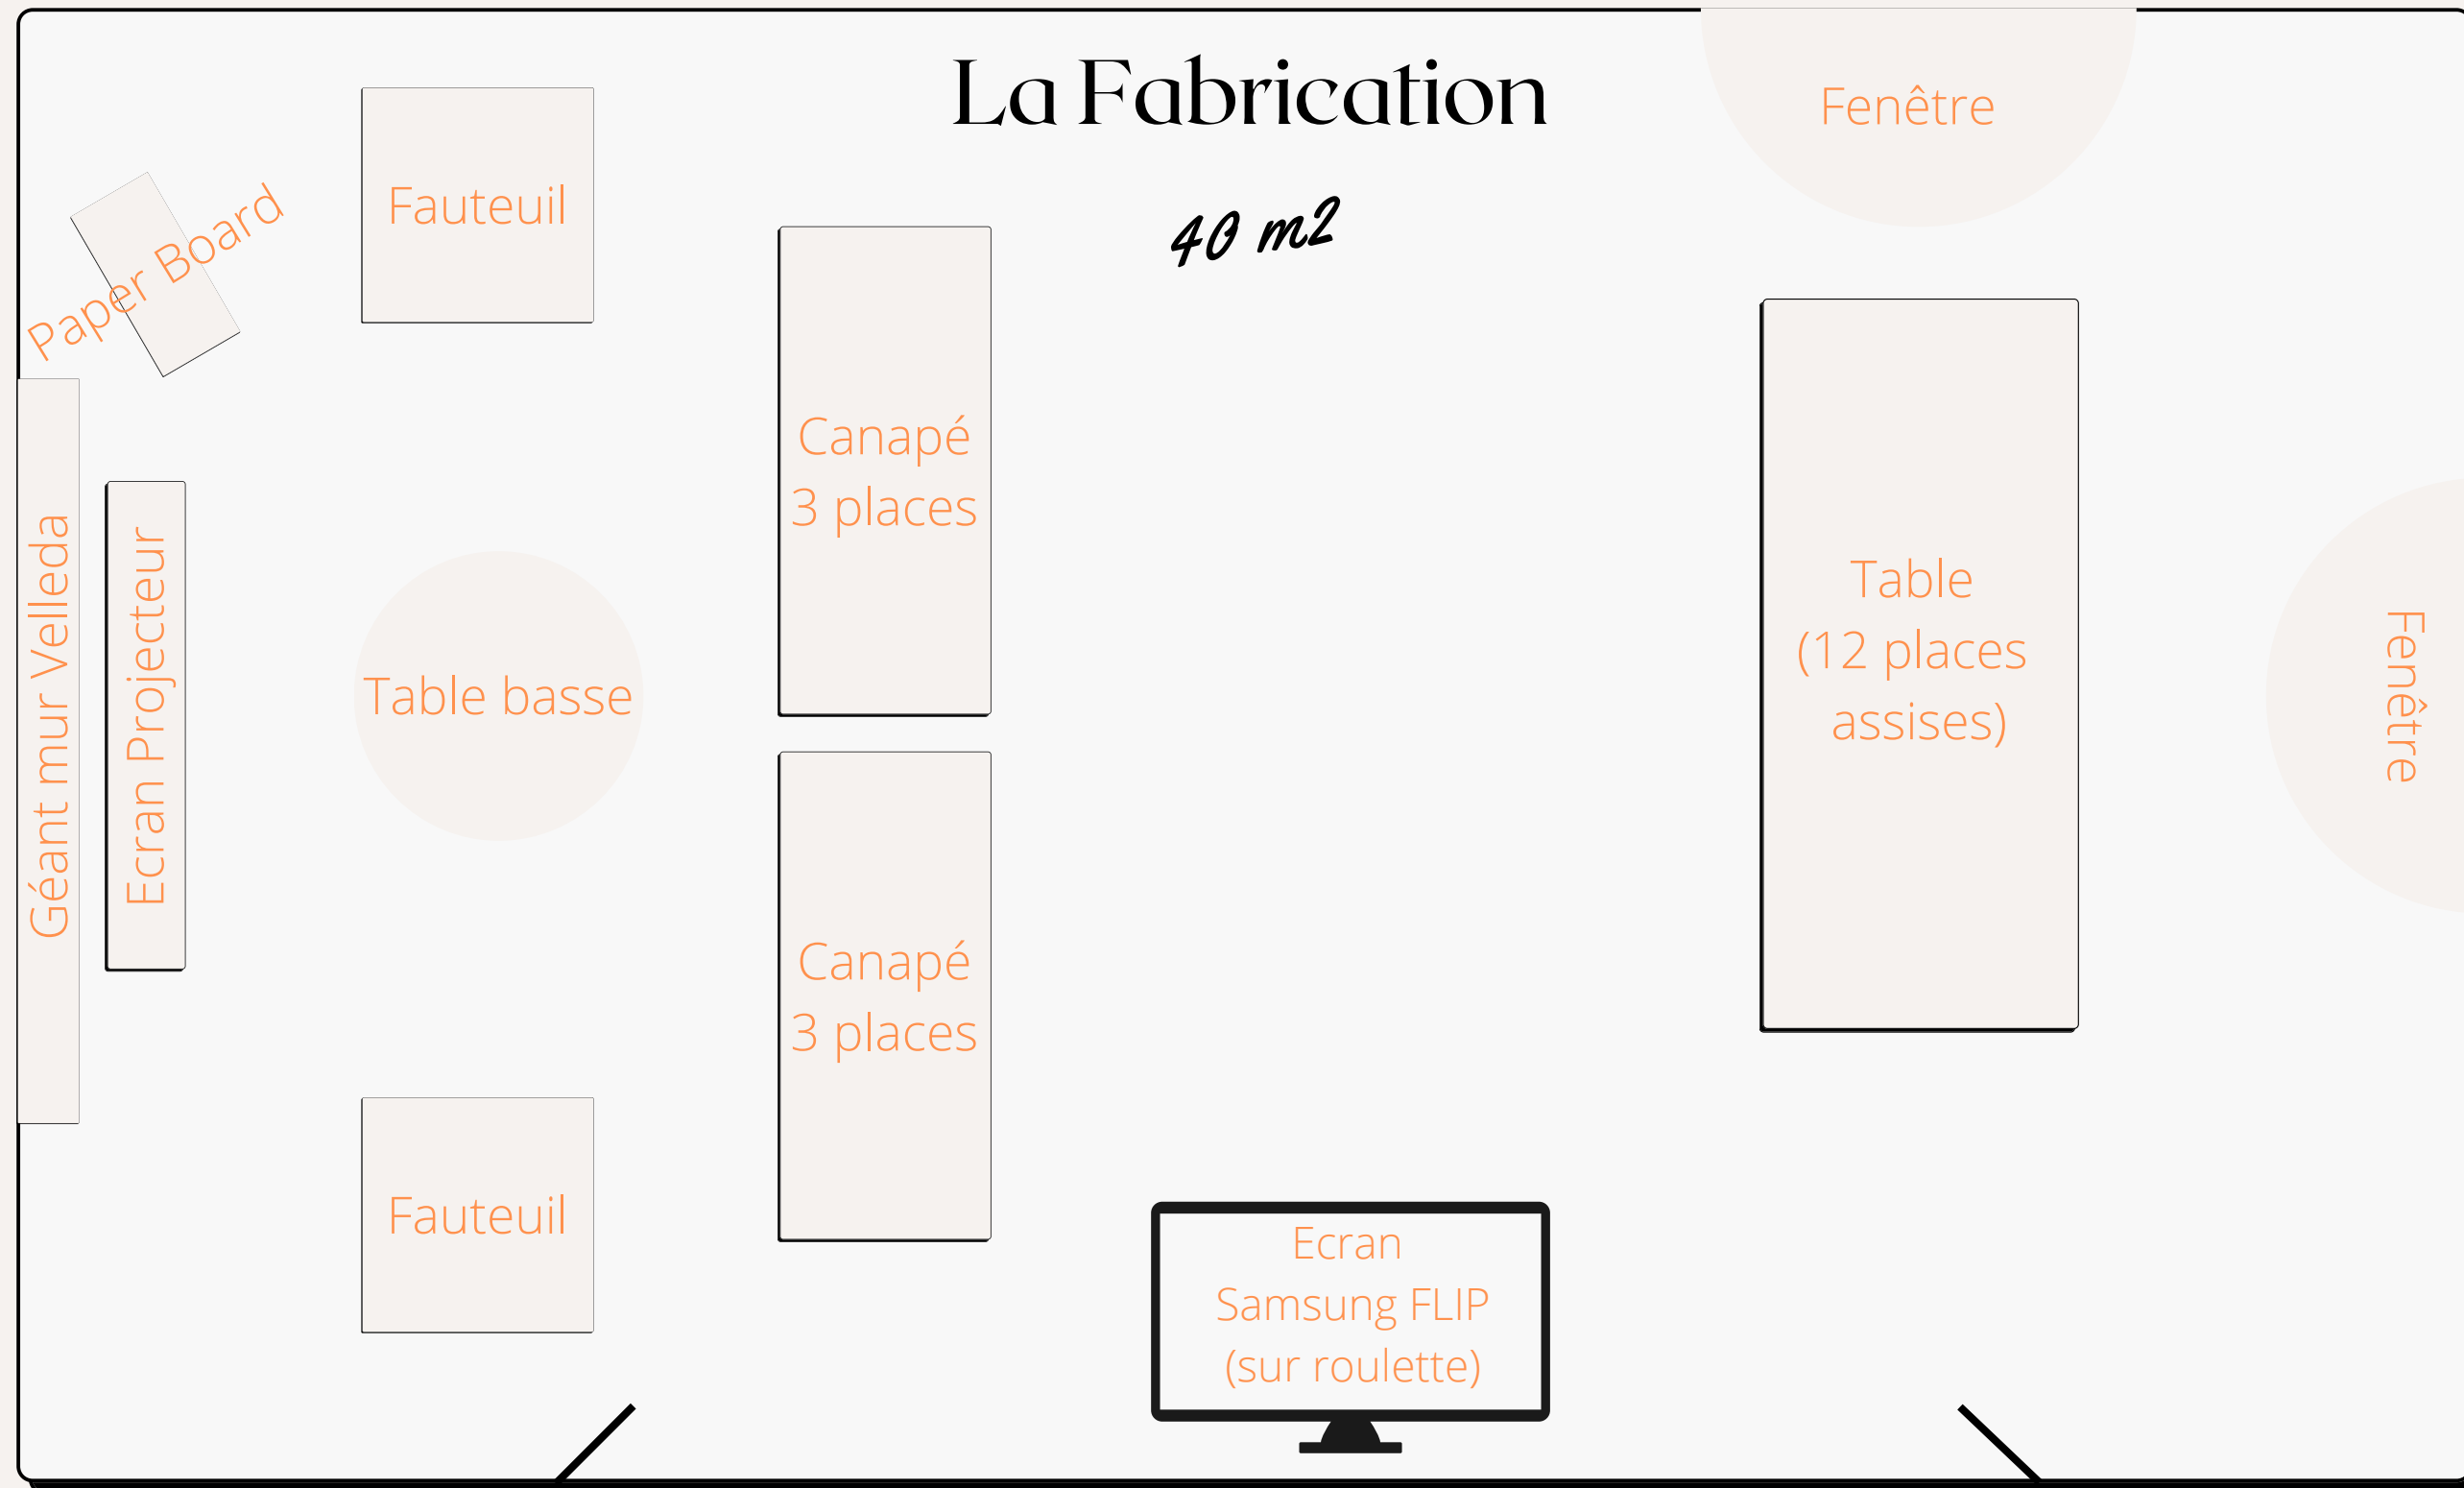 La Fabrication
40 m2
Fenêtre
Fauteuil
Paper Board
Canapé
3 places
Géant mur Velleda
Ecran Projecteur
Table basse
Table
(12 places
assises)
Fenêtre
Canapé
3 places
Fauteuil
Ecran
Samsung FLIP
(sur roulette)